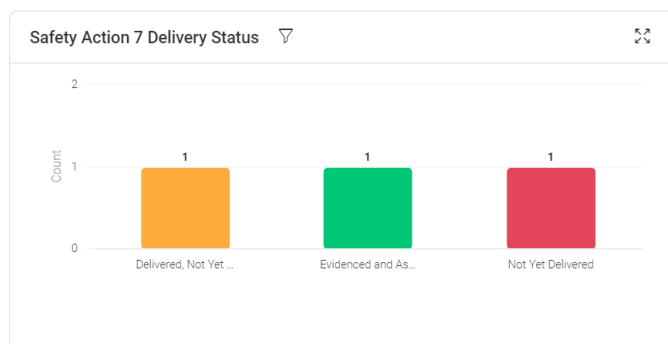 Safety Action 7 Delivery Status
2
1
0
Count
1
1
1
Delivered, Not Yet ...
Evidenced and As...
Not Yet Delivered